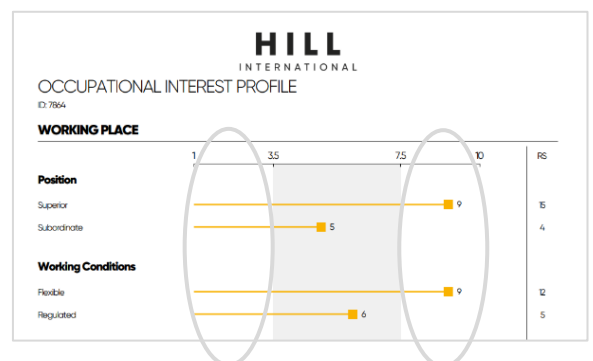 HILL
INTERNATIONAL
OCCUPATIONAL INTEREST PROFILE
ID: 7864
WORKING PLACE
1 3.5 7.5 10 RS
Position
Superior 9 15
Subordinate 5 4
Working Conditions
Flexible 9 12
Regulated 6 5